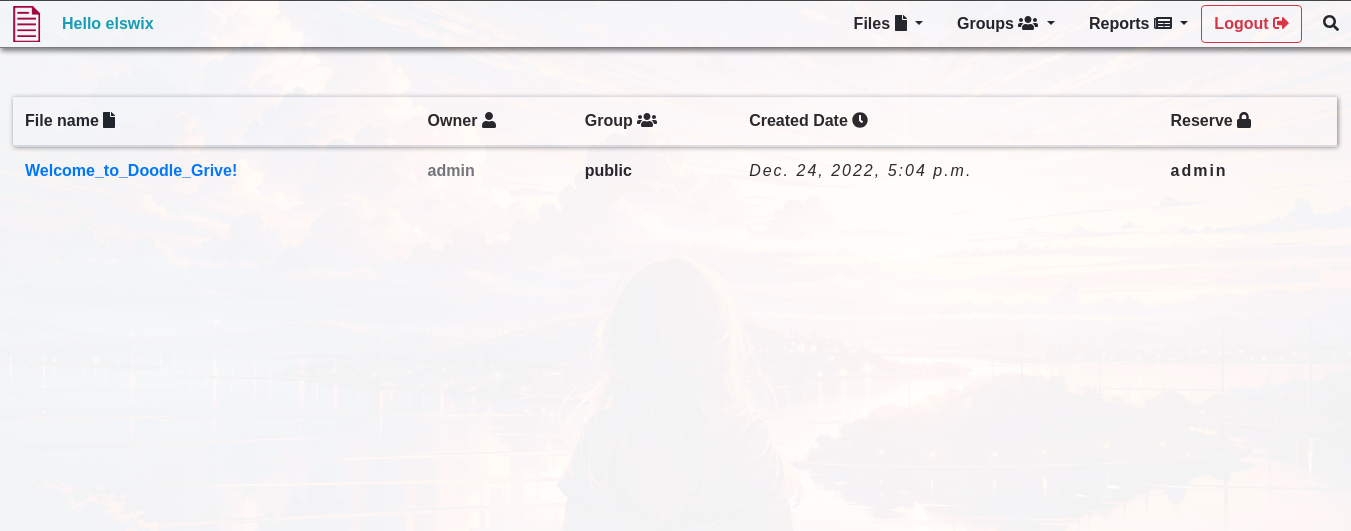 Hello elswix Files Groups Reports Logout
File name Owner Group Created Date Reserve
Welcome_to_Doodle_Grive! admin public Dec. 24, 2022, 5:04 p.m. admin